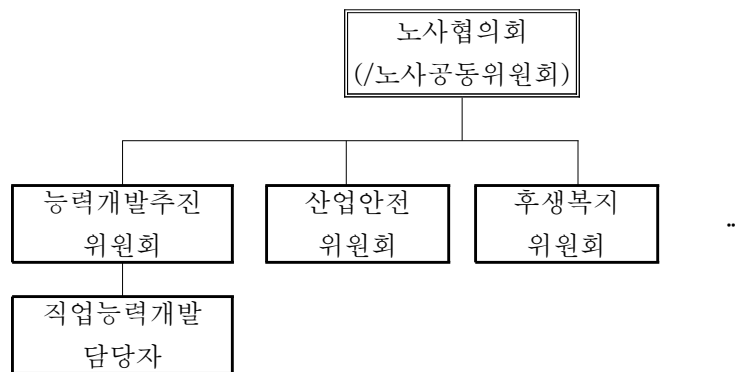 노사협의회
(/노사공동위원회)
능력개발추진
위원회
산업안전
위원회
후생복지
위원회
..
직업능력개발
담당자